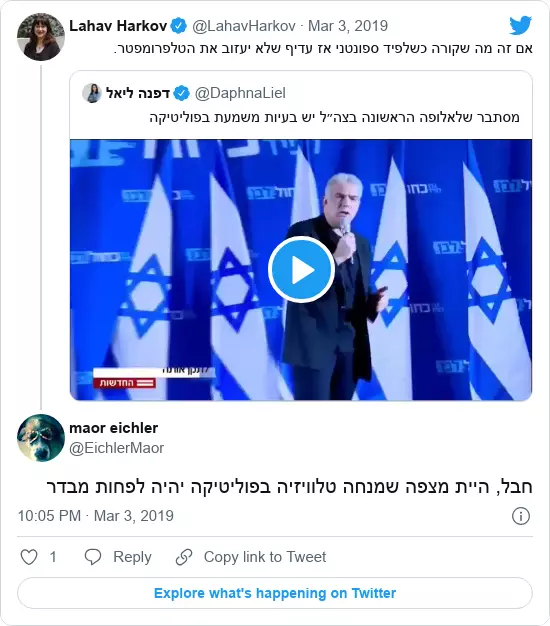 Lahav Harkov @LahavHarkov · Mar 3, 2019
אם זה מה שקורה כשלפיד ספונטני אז עדיף שלא יעזוב את הטלפרומפטר.
דפנה ליאל @DaphnaLiel
מסתבר שלאלופה הראשונה בצה״ל יש בעיות משמעת בפוליטיקה
לתקן אותה
החדשות
maor eichler
@EichlerMaor
חבל, היית מצפה שמנחה טלוויזיה בפוליטיקה יהיה לפחות מבדר
10:05 PM · Mar 3, 2019
1 Reply Copy link to Tweet
Explore what's happening on Twitter